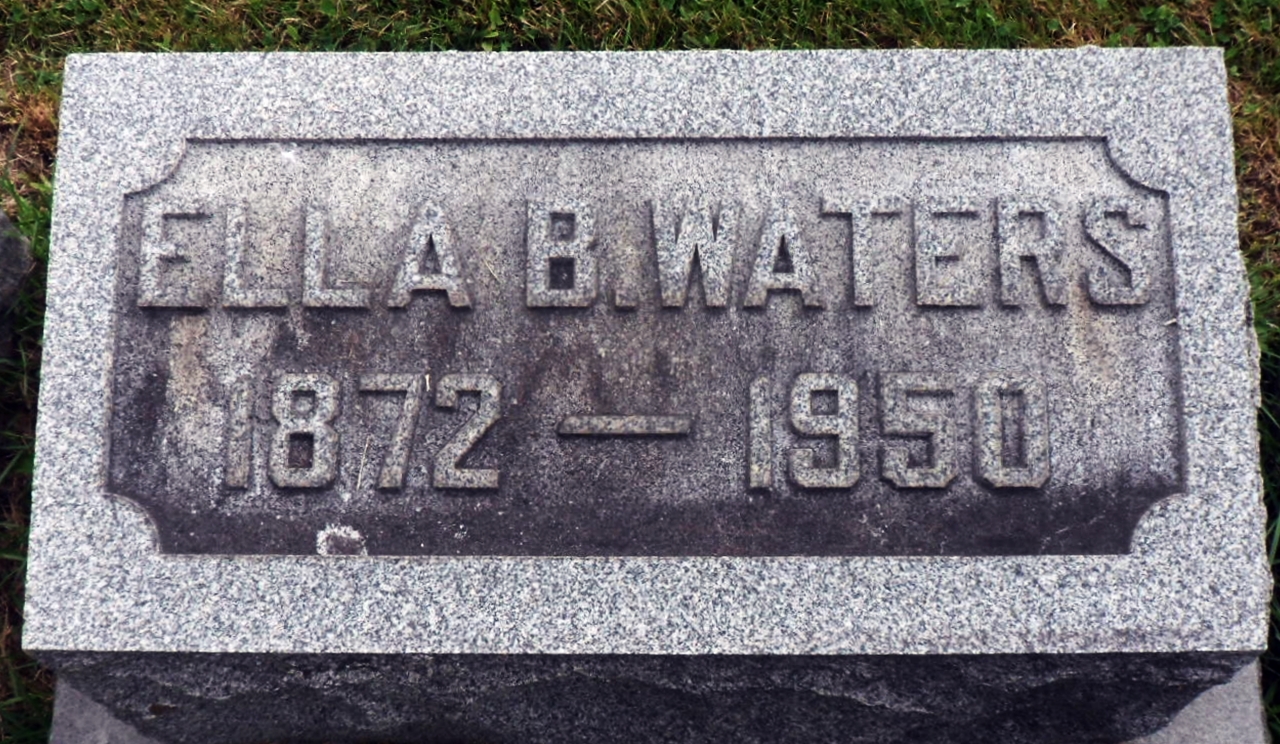 ELLA B. WATERS
1872 — 1950